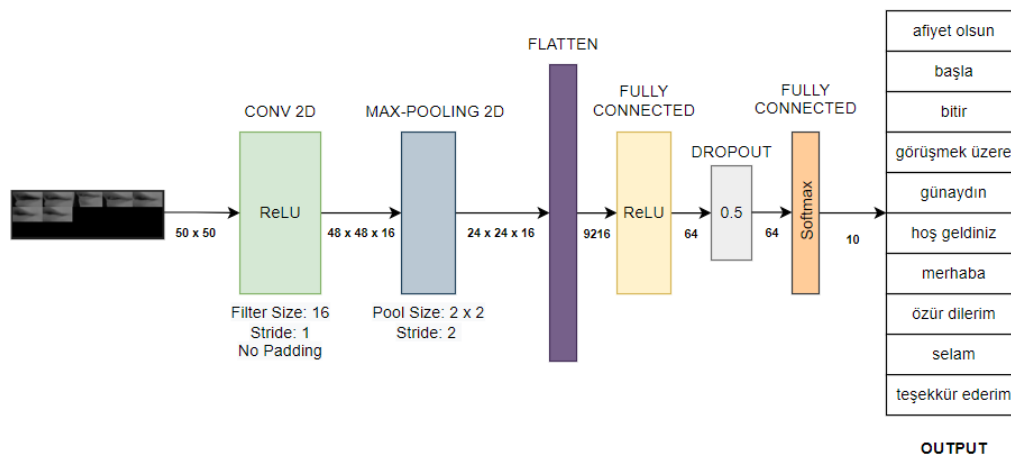 FLATTEN
CONV 2D
MAX-POOLING 2D
FULLY
CONNECTED
DROPOUT
FULLY
CONNECTED
ReLU
ReLU
0.5
Softmax
50 x 50
48 x 48 x 16
24 x 24 x 16
9216
64
64
10
Filter Size: 16
Stride: 1
No Padding
Pool Size: 2 x 2
Stride: 2
afiyet olsun
başla
bitir
görüşmek üzere
günaydın
hoş geldiniz
merhaba
özür dilerim
selam
teşekkür ederim
OUTPUT